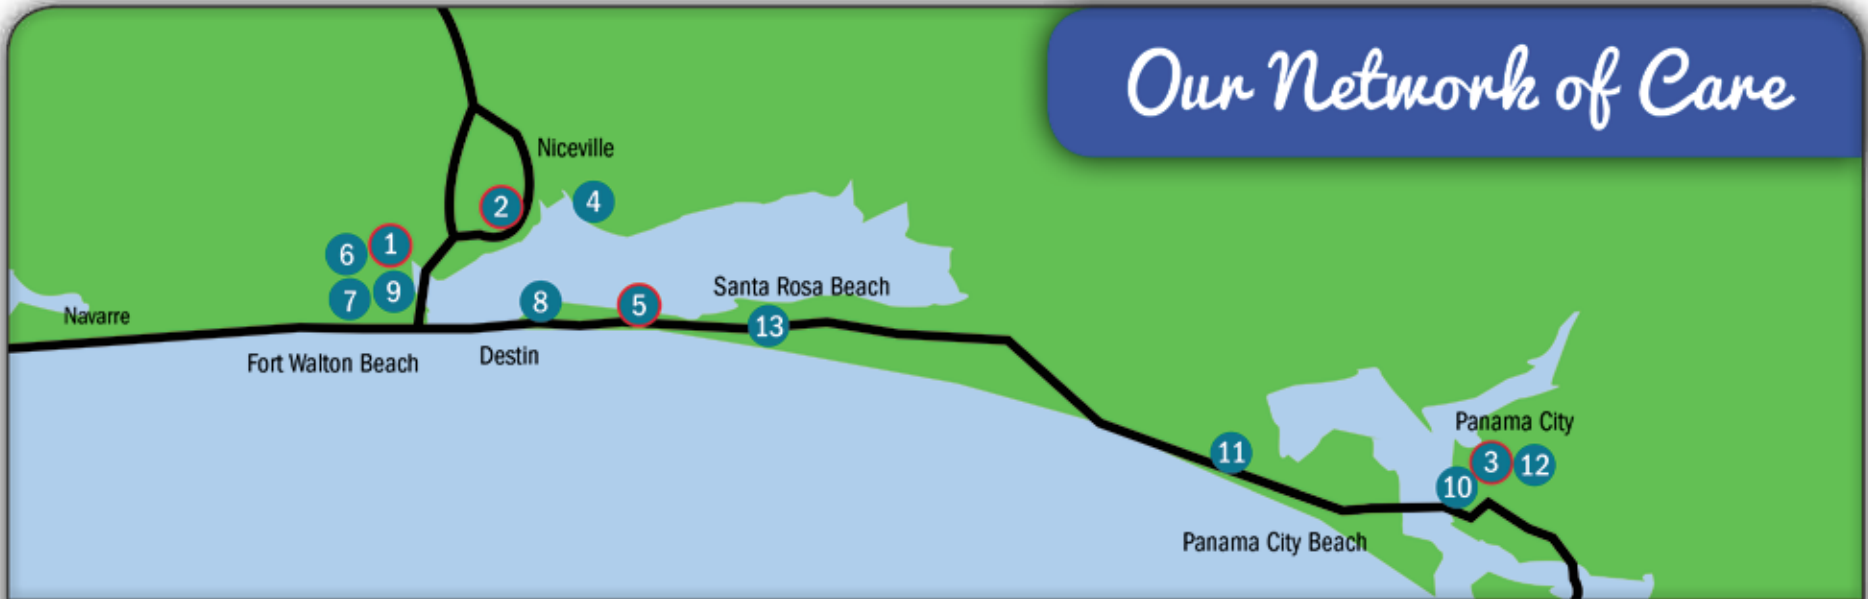 Our Network of Care
Niceville
2
4
6
1
7
9
8
5
Santa Rosa Beach
13
Navarre
Fort Walton Beach
Destin
Panama City
11
3
12
10
Panama City Beach